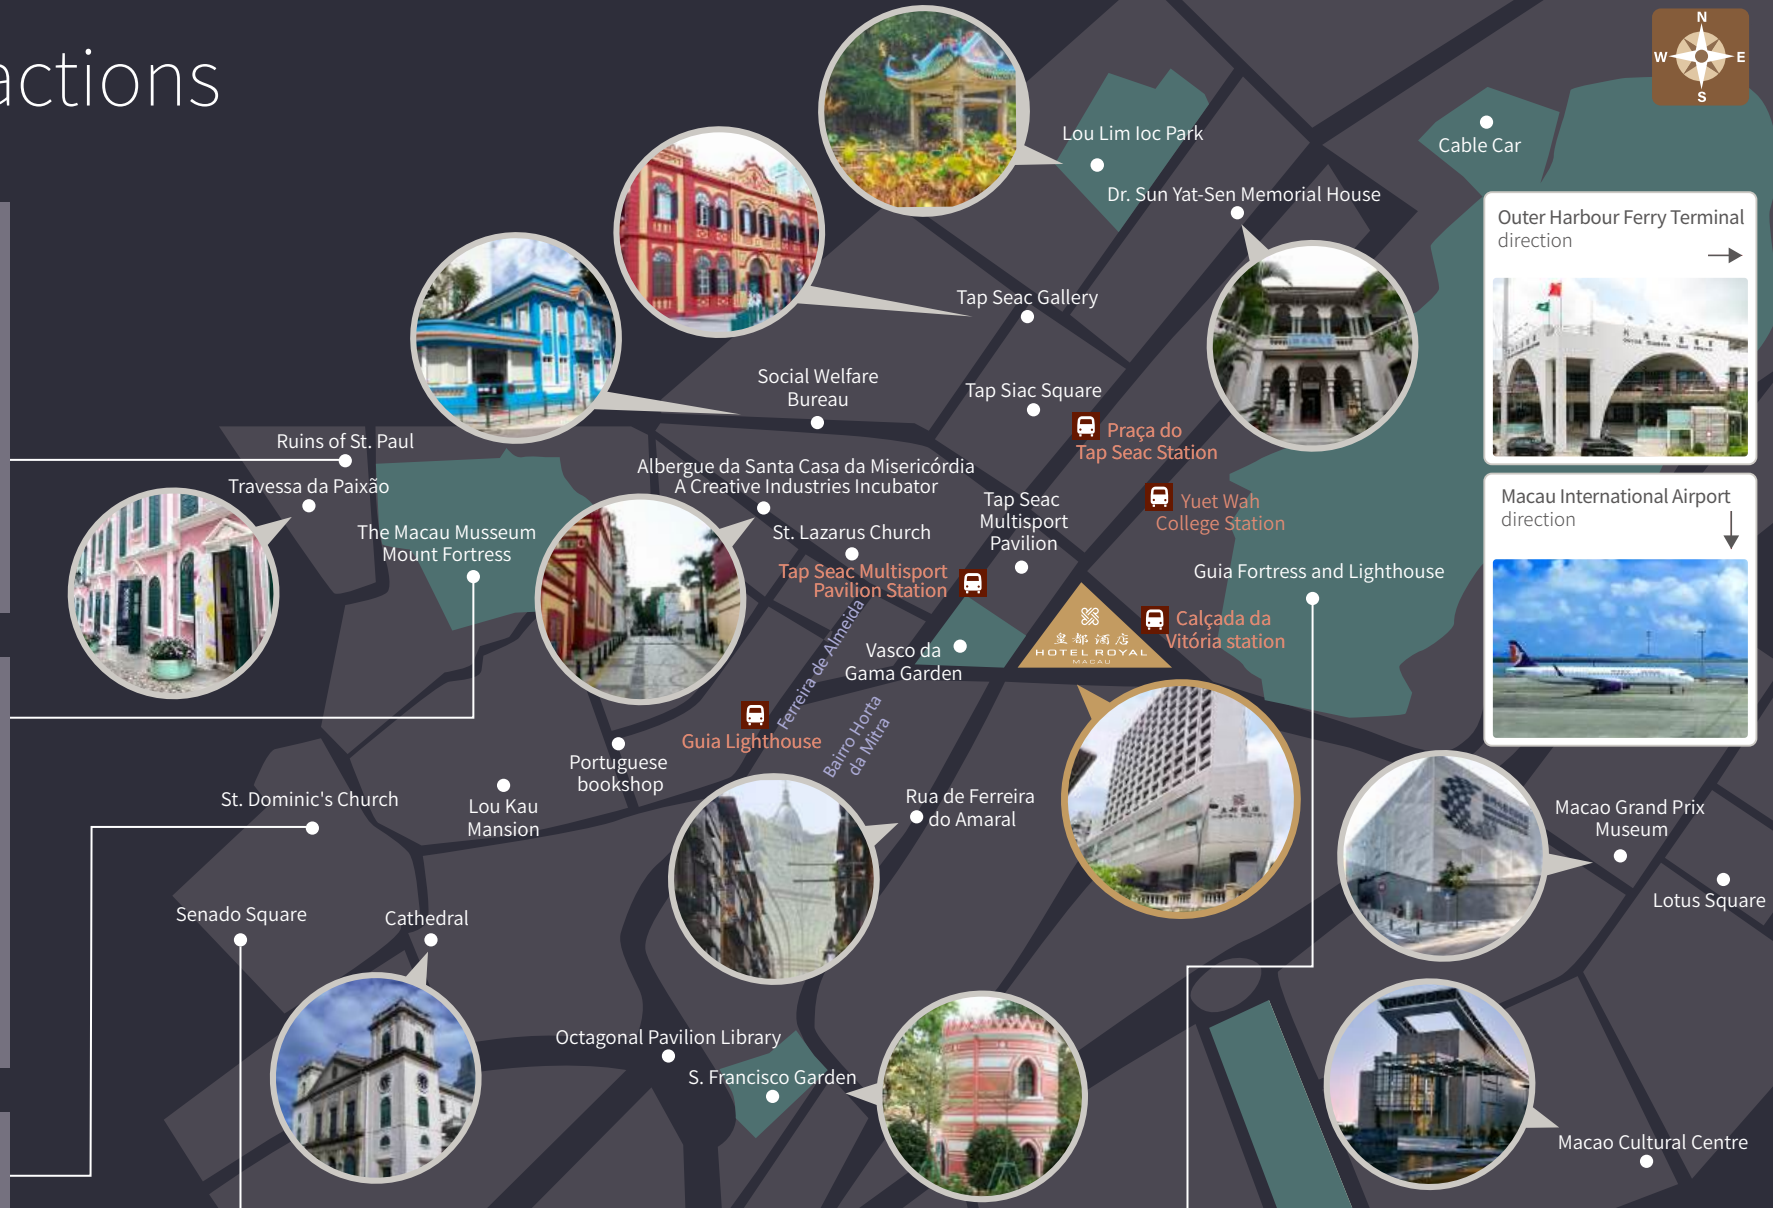 actions
N
W
E
S
Lou Lim Ioc Park
Cable Car
Dr. Sun Yat-Sen Memorial House
Outer Harbour Ferry Terminal
direction
Tap Seac Gallery
Social Welfare
Bureau
Tap Siac Square
Praça do
Tap Seac Station
Ruins of St. Paul
Travessa da Paixão
Albergue da Santa Casa da Misericórdia
A Creative Industries Incubator
Tap Seac
Multisport
Pavilion
Yuet Wah
College Station
Macau International Airport
direction
The Macau Musseum
Mount Fortress
St. Lazarus Church
Tap Seac Multisport
Pavilion Station
Guia Fortress and Lighthouse
皇都酒店
HOTEL ROYAL
MACAU
Calçada da
Vitória station
Vasco da
Gama Garden
Ferreira de Almeida
Bairro Horta
da Mitra
Guia Lighthouse
Portuguese
bookshop
St. Dominic's Church
Lou Kau
Mansion
Rua de Ferreira
do Amaral
Macao Grand Prix
Museum
Lotus Square
Senado Square
Cathedral
Octagonal Pavilion Library
S. Francisco Garden
Macao Cultural Centre